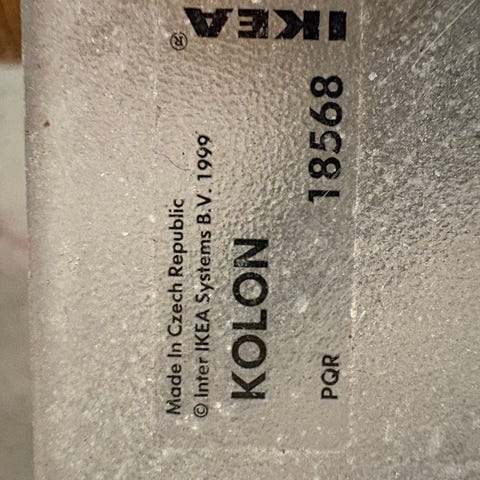 Made In Czech Republic
© Inter IKEA Systems B.V. 1999
KOLON
PQR 18568
IKEA
®